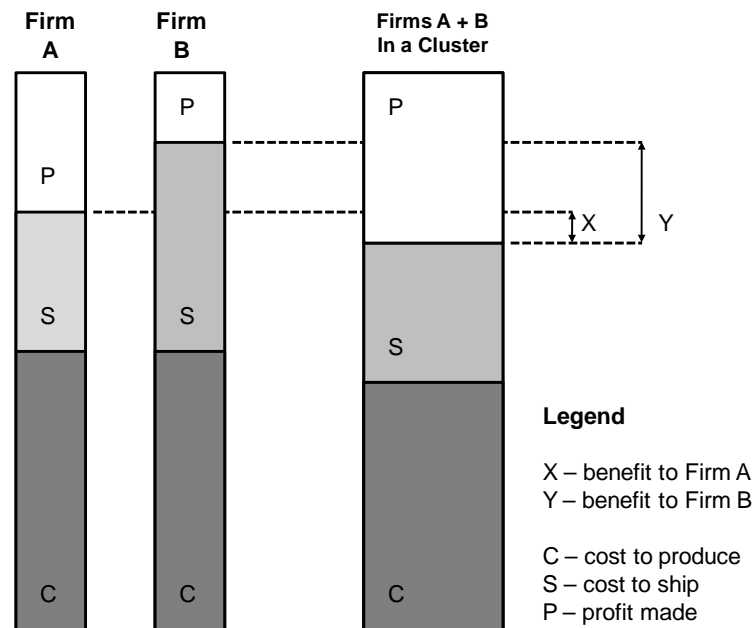 Firm
A
Firm
B
Firms A + B
In a Cluster
P
P
P
X
Y
S
S
S
C
C
C
Legend
X – benefit to Firm A
Y – benefit to Firm B
C – cost to produce
S – cost to ship
P – profit made